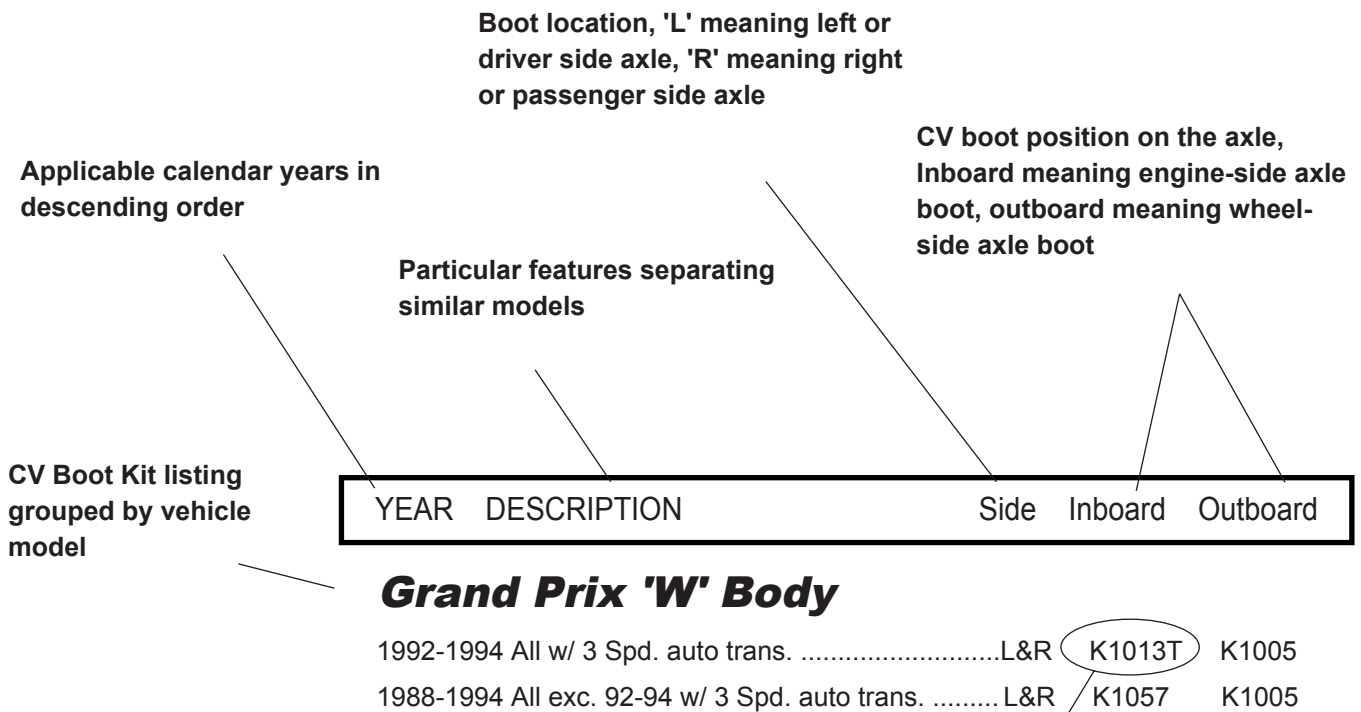 Boot location, 'L' meaning left or
driver side axle, 'R' meaning right
or passenger side axle
CV boot position on the axle,
Inboard meaning engine-side axle
boot, outboard meaning wheel-
side axle boot
Applicable calendar years in
descending order
Particular features separating
similar models
CV Boot Kit listing
grouped by vehicle
model
YEAR DESCRIPTION Side Inboard Outboard
Grand Prix 'W' Body
1992-1994 All w/ 3 Spd. auto trans. ...........................L&R K1013T K1005
1988-1994 All exc. 92-94 w/ 3 Spd. auto trans. ......... L&R K1057 K1005